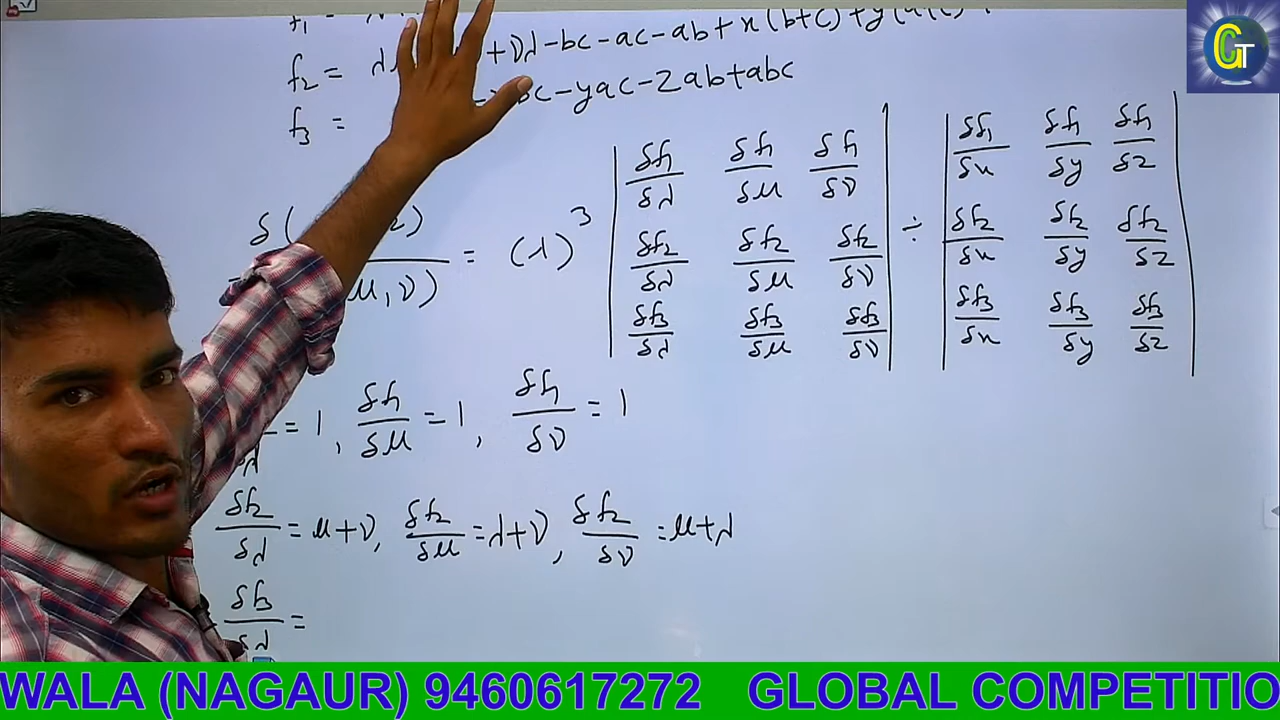 f₁ =
f₂ = λ + νλ - bc - ac - ab + x(b+c) + y(a+c)
f₃ = bc - yac - zab + abc
δ( z) / μ, ν) = (-1)³ | δf₁/δλ δf₁/δμ δf₁/δν | ÷ | δf₁/δx δf₁/δy δf₁/δz |
| δf₂/δλ δf₂/δμ δf₂/δν | | δf₂/δx δf₂/δy δf₂/δz |
| δf₃/δλ δf₃/δμ δf₃/δν | | δf₃/δx δf₃/δy δf₃/δz |
λ = 1, δf₁/δμ = 1, δf₁/δν = 1
δf₂/δλ = μ+ν, δf₂/δμ = λ+ν, δf₂/δν = μ+λ
δf₃/δλ =
GT
WALA (NAGAUR) 9460617272 GLOBAL COMPETITIO